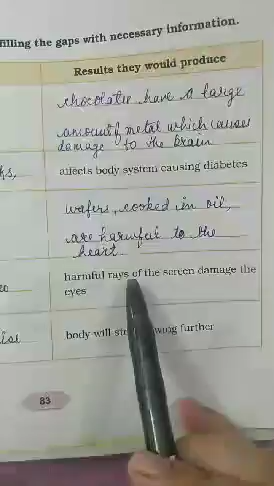 filling the gaps with necessary information.
Results they would produce
chocolate have a large
amount of metal which causes
damage to the brain
affects body system causing diabetes
wafers, cooked in oil,
are harmful to the
heart
harmful rays of the screen damage the
eyes
body will further
83